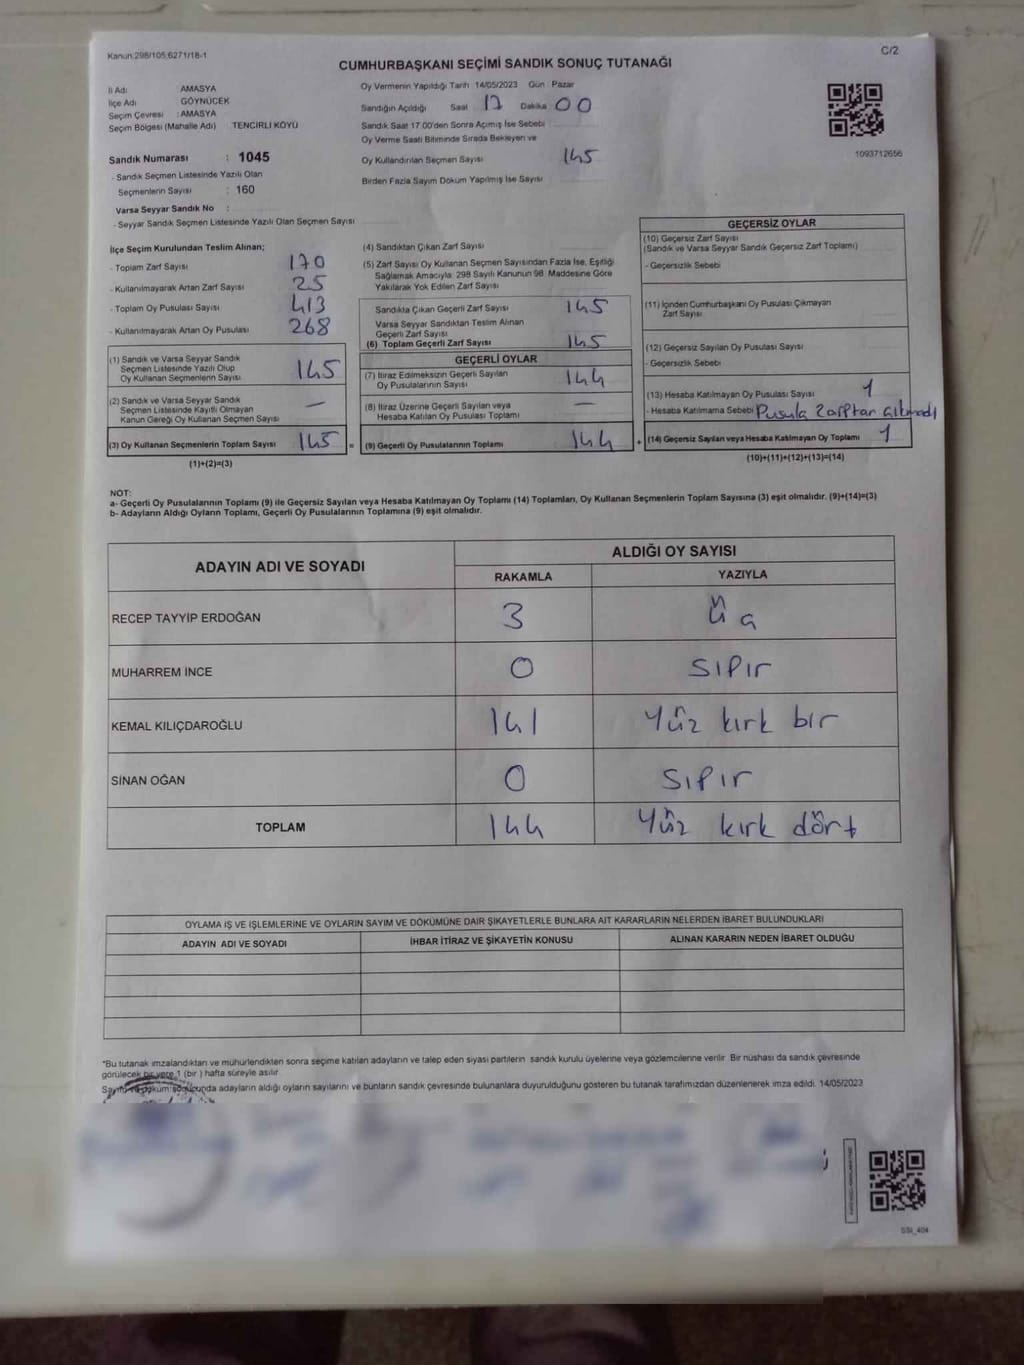 Kanun:298/105,6271/18-1
C/2
CUMHURBAŞKANI SEÇİMİ SANDIK SONUÇ TUTANAĞI
İl Adı : AMASYA
İlçe Adı GÖYNÜCEK
Seçim Çevresi : AMASYA
Seçim Bölgesi (Mahalle Adı) TENCİRLİ KÖYÜ
Sandık Numarası : 1045
- Sandık Seçmen Listesinde Yazılı Olan
Seçmenlerin Sayısı : 160
Varsa Seyyar Sandık No :
- Seyyar Sandık Seçmen Listesinde Yazılı Olan Seçmen Sayısı
Oy Vermenin Yapıldığı Tarih 14/05/2023 Gün Pazar
Sandığın Açıldığı Saat 17 Dakika 00
Sandık Saat 17.00'den Sonra Açımış İse Sebebi
Oy Verme Saati Bitiminde Sırada Bekleyen ve
Oy Kullandırılan Seçmen Sayısı 145
Birden Fazla Sayım Döküm Yapılmış İse Sayısı
1093712656
İlçe Seçim Kurulundan Teslim Alınan;
- Toplam Zarf Sayısı 170
- Kullanılmayarak Artan Zarf Sayısı 25
- Toplam Oy Pusulası Sayısı 413
- Kullanılmayarak Artan Oy Pusulası 268
(1) Sandık ve Varsa Seyyar Sandık
Seçmen Listesinde Yazılı Olup
Oy Kullanan Seçmenlerin Sayısı 145
(2) Sandık ve Varsa Seyyar Sandık
Seçmen Listesinde Kayıtlı Olmayan
Kanun Gereği Oy Kullanan Seçmen Sayısı —
(3) Oy Kullanan Seçmenlerin Toplam Sayısı 145 =
(1)+(2)=(3)
(4) Sandıktan Çıkan Zarf Sayısı
(5) Zarf Sayısı Oy Kullanan Seçmen Sayısından Fazla İse, Eşitliği
Sağlamak Amacıyla 298 Sayılı Kanunun 98. Maddesine Göre
Yakılarak Yok Edilen Zarf Sayısı
Sandıkta Çıkan Geçerli Zarf Sayısı 145
Varsa Seyyar Sandıktan Teslim Alınan
Geçerli Zarf Sayısı
(6) Toplam Geçerli Zarf Sayısı 145
GEÇERLİ OYLAR
(7) İtiraz Edilmeksizin Geçerli Sayılan
Oy Pusulalarının Sayısı 144
(8) İtiraz Üzerine Geçerli Sayılan veya
Hesaba Katılan Oy Pusulası Toplamı —
(9) Geçerli Oy Pusulalarının Toplamı 144 +
GEÇERSİZ OYLAR
(10) Geçersiz Zarf Sayısı
(Sandık ve Varsa Seyyar Sandık Geçersiz Zarf Toplamı)
- Geçersizlik Sebebi
(11) İçinden Cumhurbaşkanı Oy Pusulası Çıkmayan
Zarf Sayısı
(12) Geçersiz Sayılan Oy Pusulası Sayısı
- Geçersizlik Sebebi
(13) Hesaba Katılmayan Oy Pusulası Sayısı 1
- Hesaba Katılmama Sebebi Pusula zarftan çıkmadı
(14) Geçersiz Sayılan veya Hesaba Katılmayan Oy Toplamı 1
(10)+(11)+(12)+(13)=(14)
NOT:
a- Geçerli Oy Pusulalarının Toplamı (9) ile Geçersiz Sayılan veya Hesaba Katılmayan Oy Toplamı (14) Toplamları, Oy Kullanan Seçmenlerin Toplam Sayısına (3) eşit olmalıdır. (9)+(14)=(3)
b- Adayların Aldığı Oyların Toplamı, Geçerli Oy Pusulalarının Toplamına (9) eşit olmalıdır.
ADAYIN ADI VE SOYADI
ALDIĞI OY SAYISI
RAKAMLA YAZIYLA
RECEP TAYYİP ERDOĞAN 3 Üç
MUHARREM İNCE 0 sıfır
KEMAL KILIÇDAROĞLU 141 Yüz kırk bir
SİNAN OĞAN 0 sıfır
TOPLAM 144 Yüz kırk dört
OYLAMA İŞ VE İŞLEMLERİNE VE OYLARIN SAYIM VE DÖKÜMÜNE DAİR ŞİKAYETLERLE BUNLARA AİT KARARLARIN NELERDEN İBARET BULUNDUKLARI
ADAYIN ADI VE SOYADI İHBAR İTİRAZ VE ŞİKAYETİN KONUSU ALINAN KARARIN NEDEN İBARET OLDUĞU
*Bu tutanak imzalandıktan ve mühürlendikten sonra seçime katılan adayların ve talep eden siyasi partilerin sandık kurulu üyelerine veya gözlemcilerine verilir. Bir nüshası da sandık çevresinde
görülecek bir yere 1 (bir ) hafta süreyle asılır.
Sayım ve döküm sonucunda adayların aldığı oyların sayılarını ve bunların sandık çevresinde bulunanlara duyurulduğunu gösteren bu tutanak tarafımızdan düzenlenerek imza edildi. 14/05/2023
SSI_404